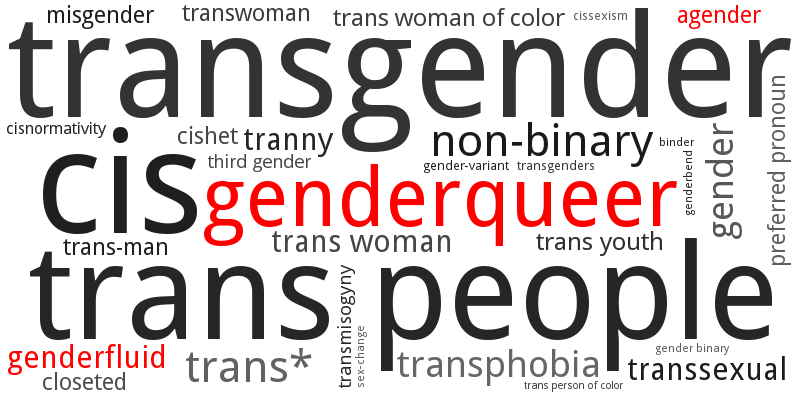 misgender
transwoman
trans woman of color
cissexism
agender
transgender
cisnormativity
cishet
tranny
non-binary
binder
gender
preferred pronoun
third gender
gender-variant
transgenders
genderbend
cis
genderqueer
trans-man
trans woman
trans youth
trans people
transmisogyny
sex-change
genderfluid
trans*
transphobia
gender binary
transsexual
closeted
trans person of color